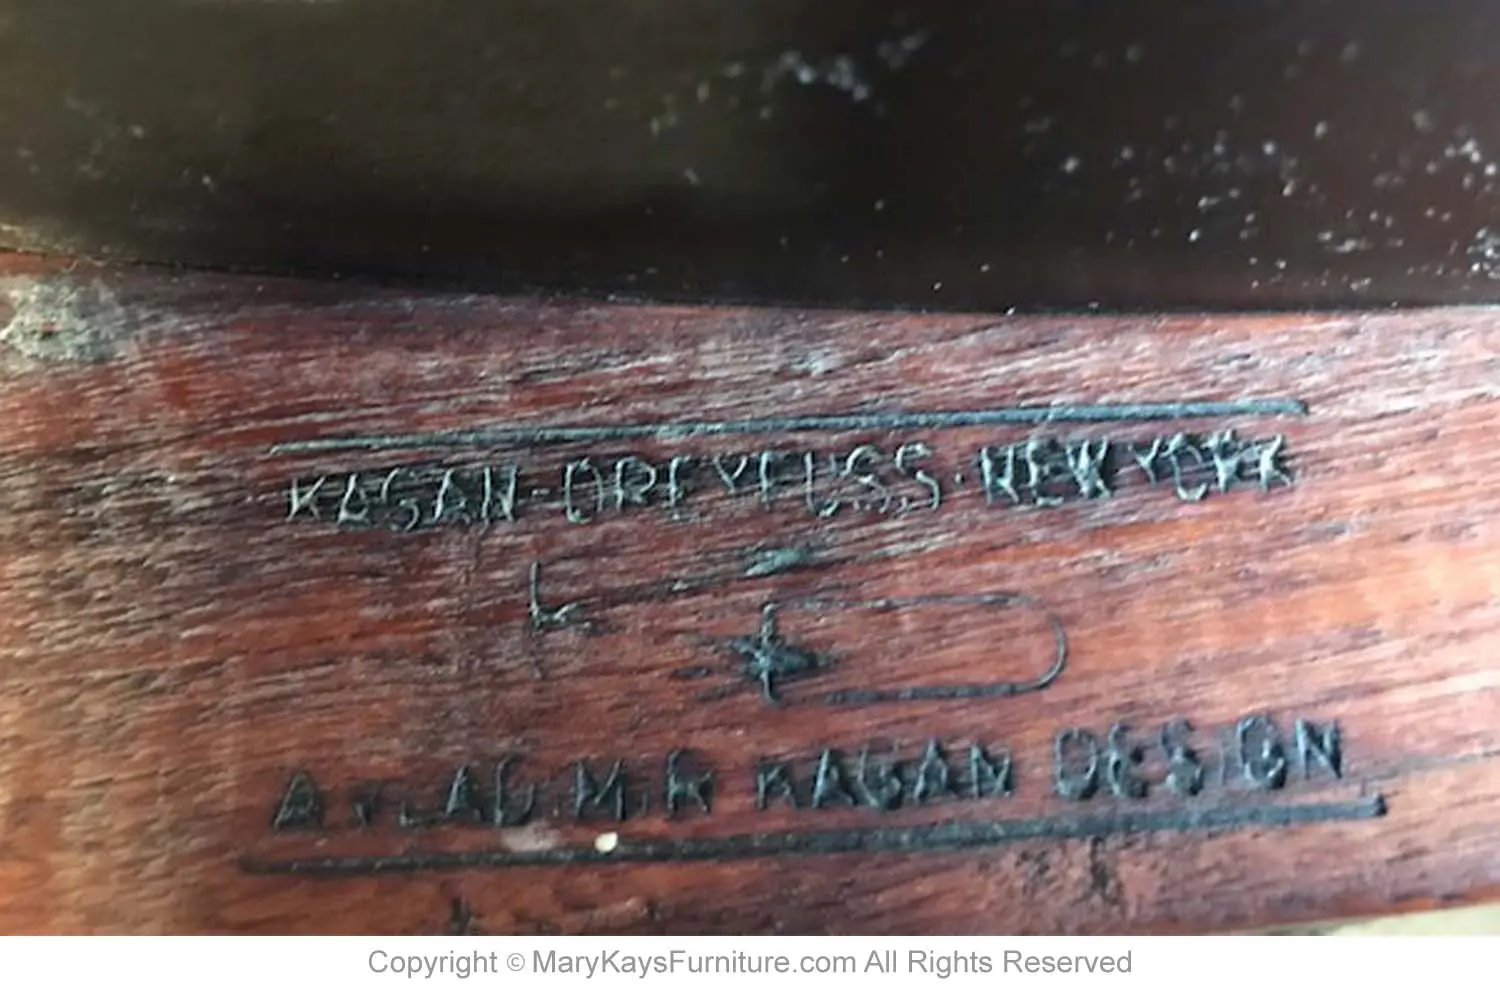 KAGAN-DREYFUSS·NEW YORK
A VLADIMIR KAGAN DESIGN
Copyright © MaryKaysFurniture.com All Rights Reserved